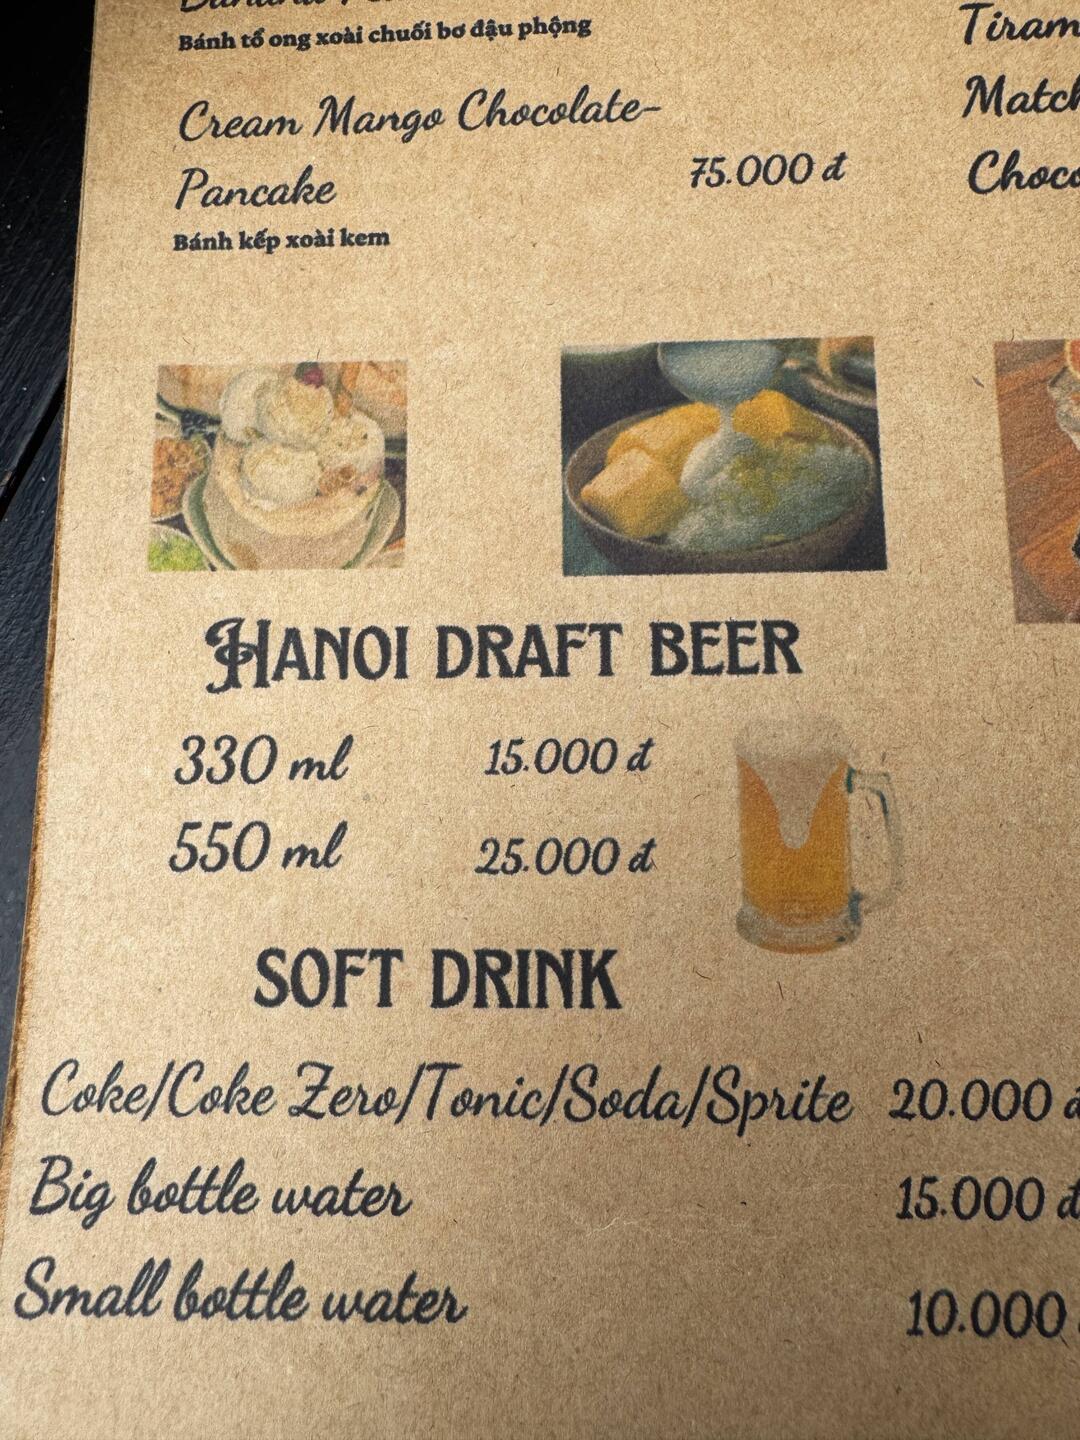 Bánh tổ ong xoài chuối bơ đậu phộng
Cream Mango Chocolate-
Pancake 75.000 đ
Bánh kếp xoài kem
HANOI DRAFT BEER
330 ml 15.000 đ
550 ml 25.000 đ
SOFT DRINK
Coke/Coke Zero/Tonic/Soda/Sprite 20.000 đ
Big bottle water 15.000 đ
Small bottle water 10.000